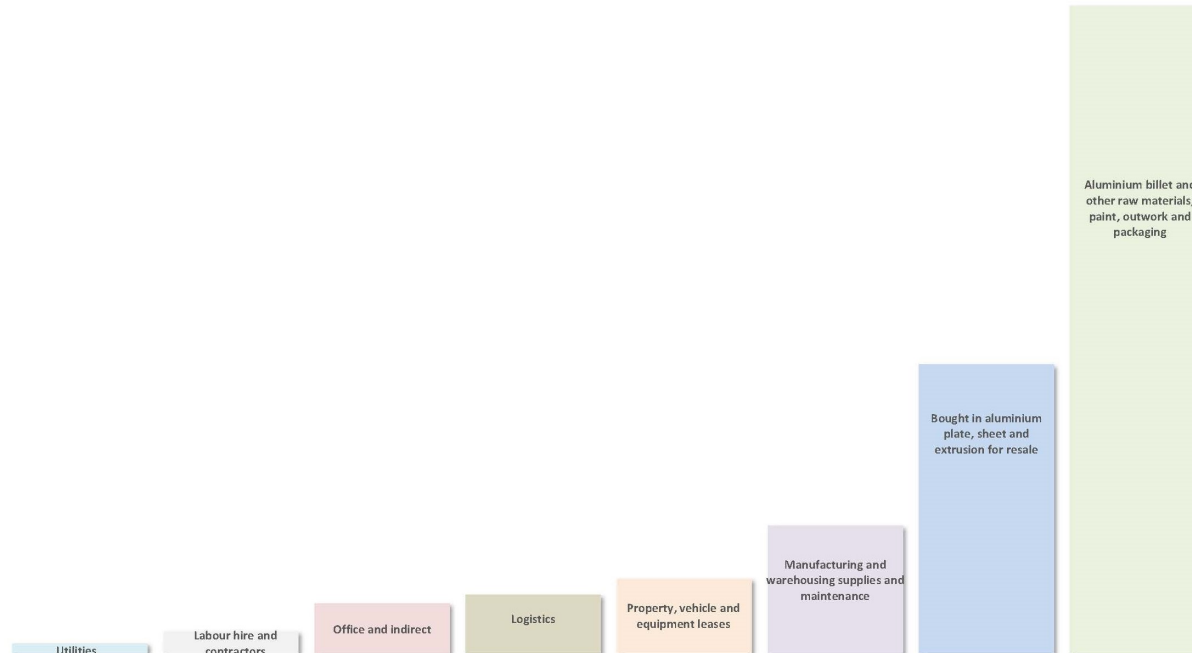 Utilities
Labour hire and
contractors
Office and indirect
Logistics
Property, vehicle and
equipment leases
Manufacturing and
warehousing supplies and
maintenance
Bought in aluminium
plate, sheet and
extrusion for resale
Aluminium billet and
other raw materials,
paint, outwork and
packaging